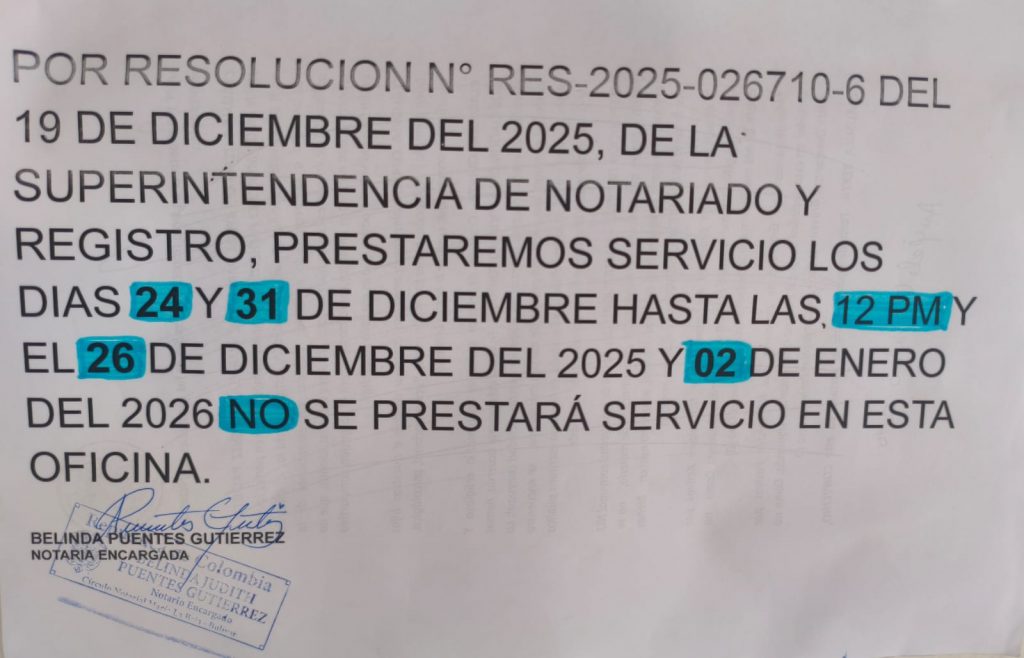 POR RESOLUCION N° RES-2025-026710-6 DEL
19 DE DICIEMBRE DEL 2025, DE LA
SUPERINTENDENCIA DE NOTARIADO Y
REGISTRO, PRESTAREMOS SERVICIO LOS
DIAS 24 Y 31 DE DICIEMBRE HASTA LAS 12 PM Y
EL 26 DE DICIEMBRE DEL 2025 Y 02 DE ENERO
DEL 2026 NO SE PRESTARÁ SERVICIO EN ESTA
OFICINA.
BELINDA PUENTES GUTIERREZ
NOTARIA ENCARGADA
Colombia
BELINDA JUDITH
PUENTES GUTIERREZ
Notario Encargado